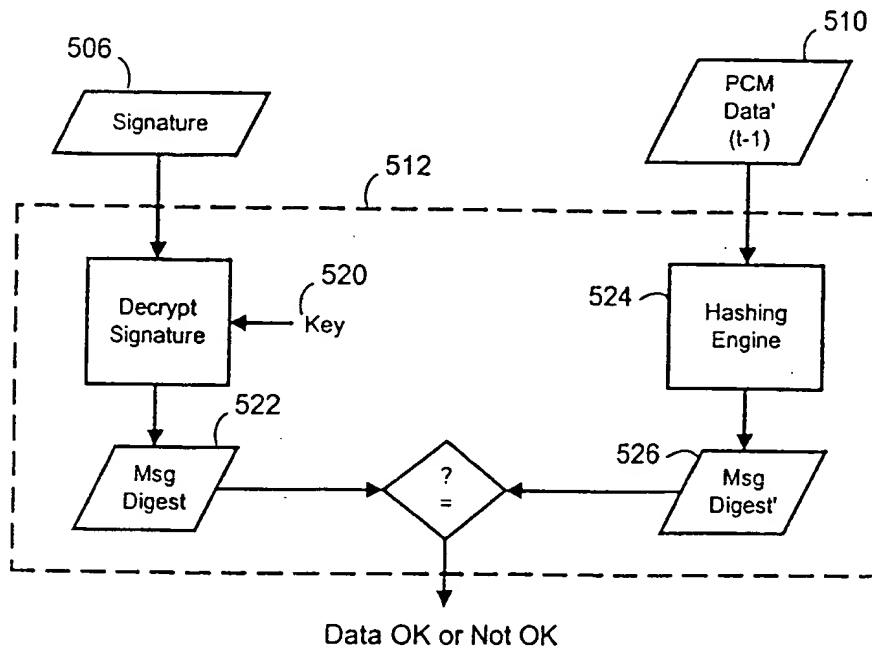 506
510
Signature
PCM
Data'
(t-1)
512
Decrypt
Signature
520
Key
524
Hashing
Engine
522
Msg
Digest
?
=
526
Msg
Digest'
Data OK or Not OK